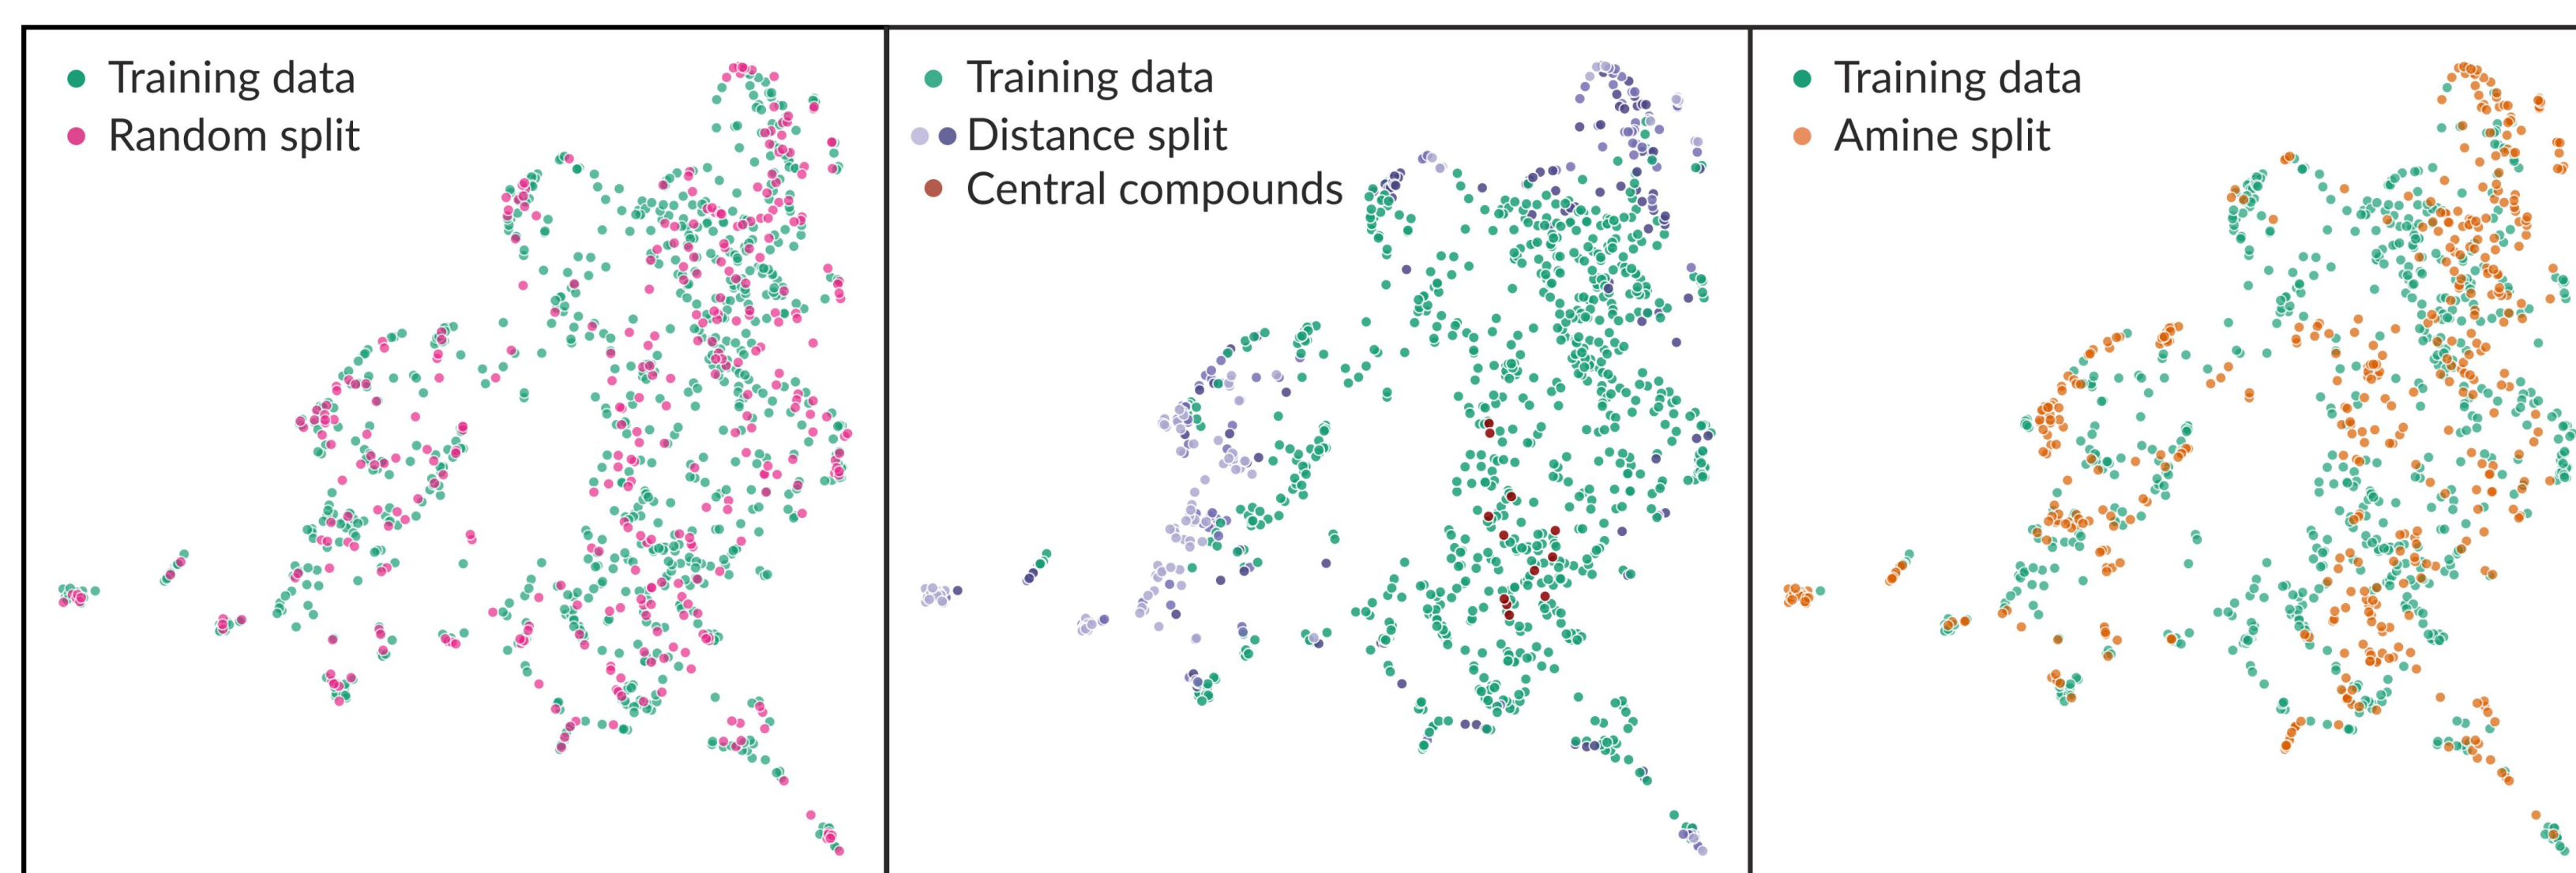 Training data
Random split
Training data
Distance split
Central compounds
Training data
Amine split